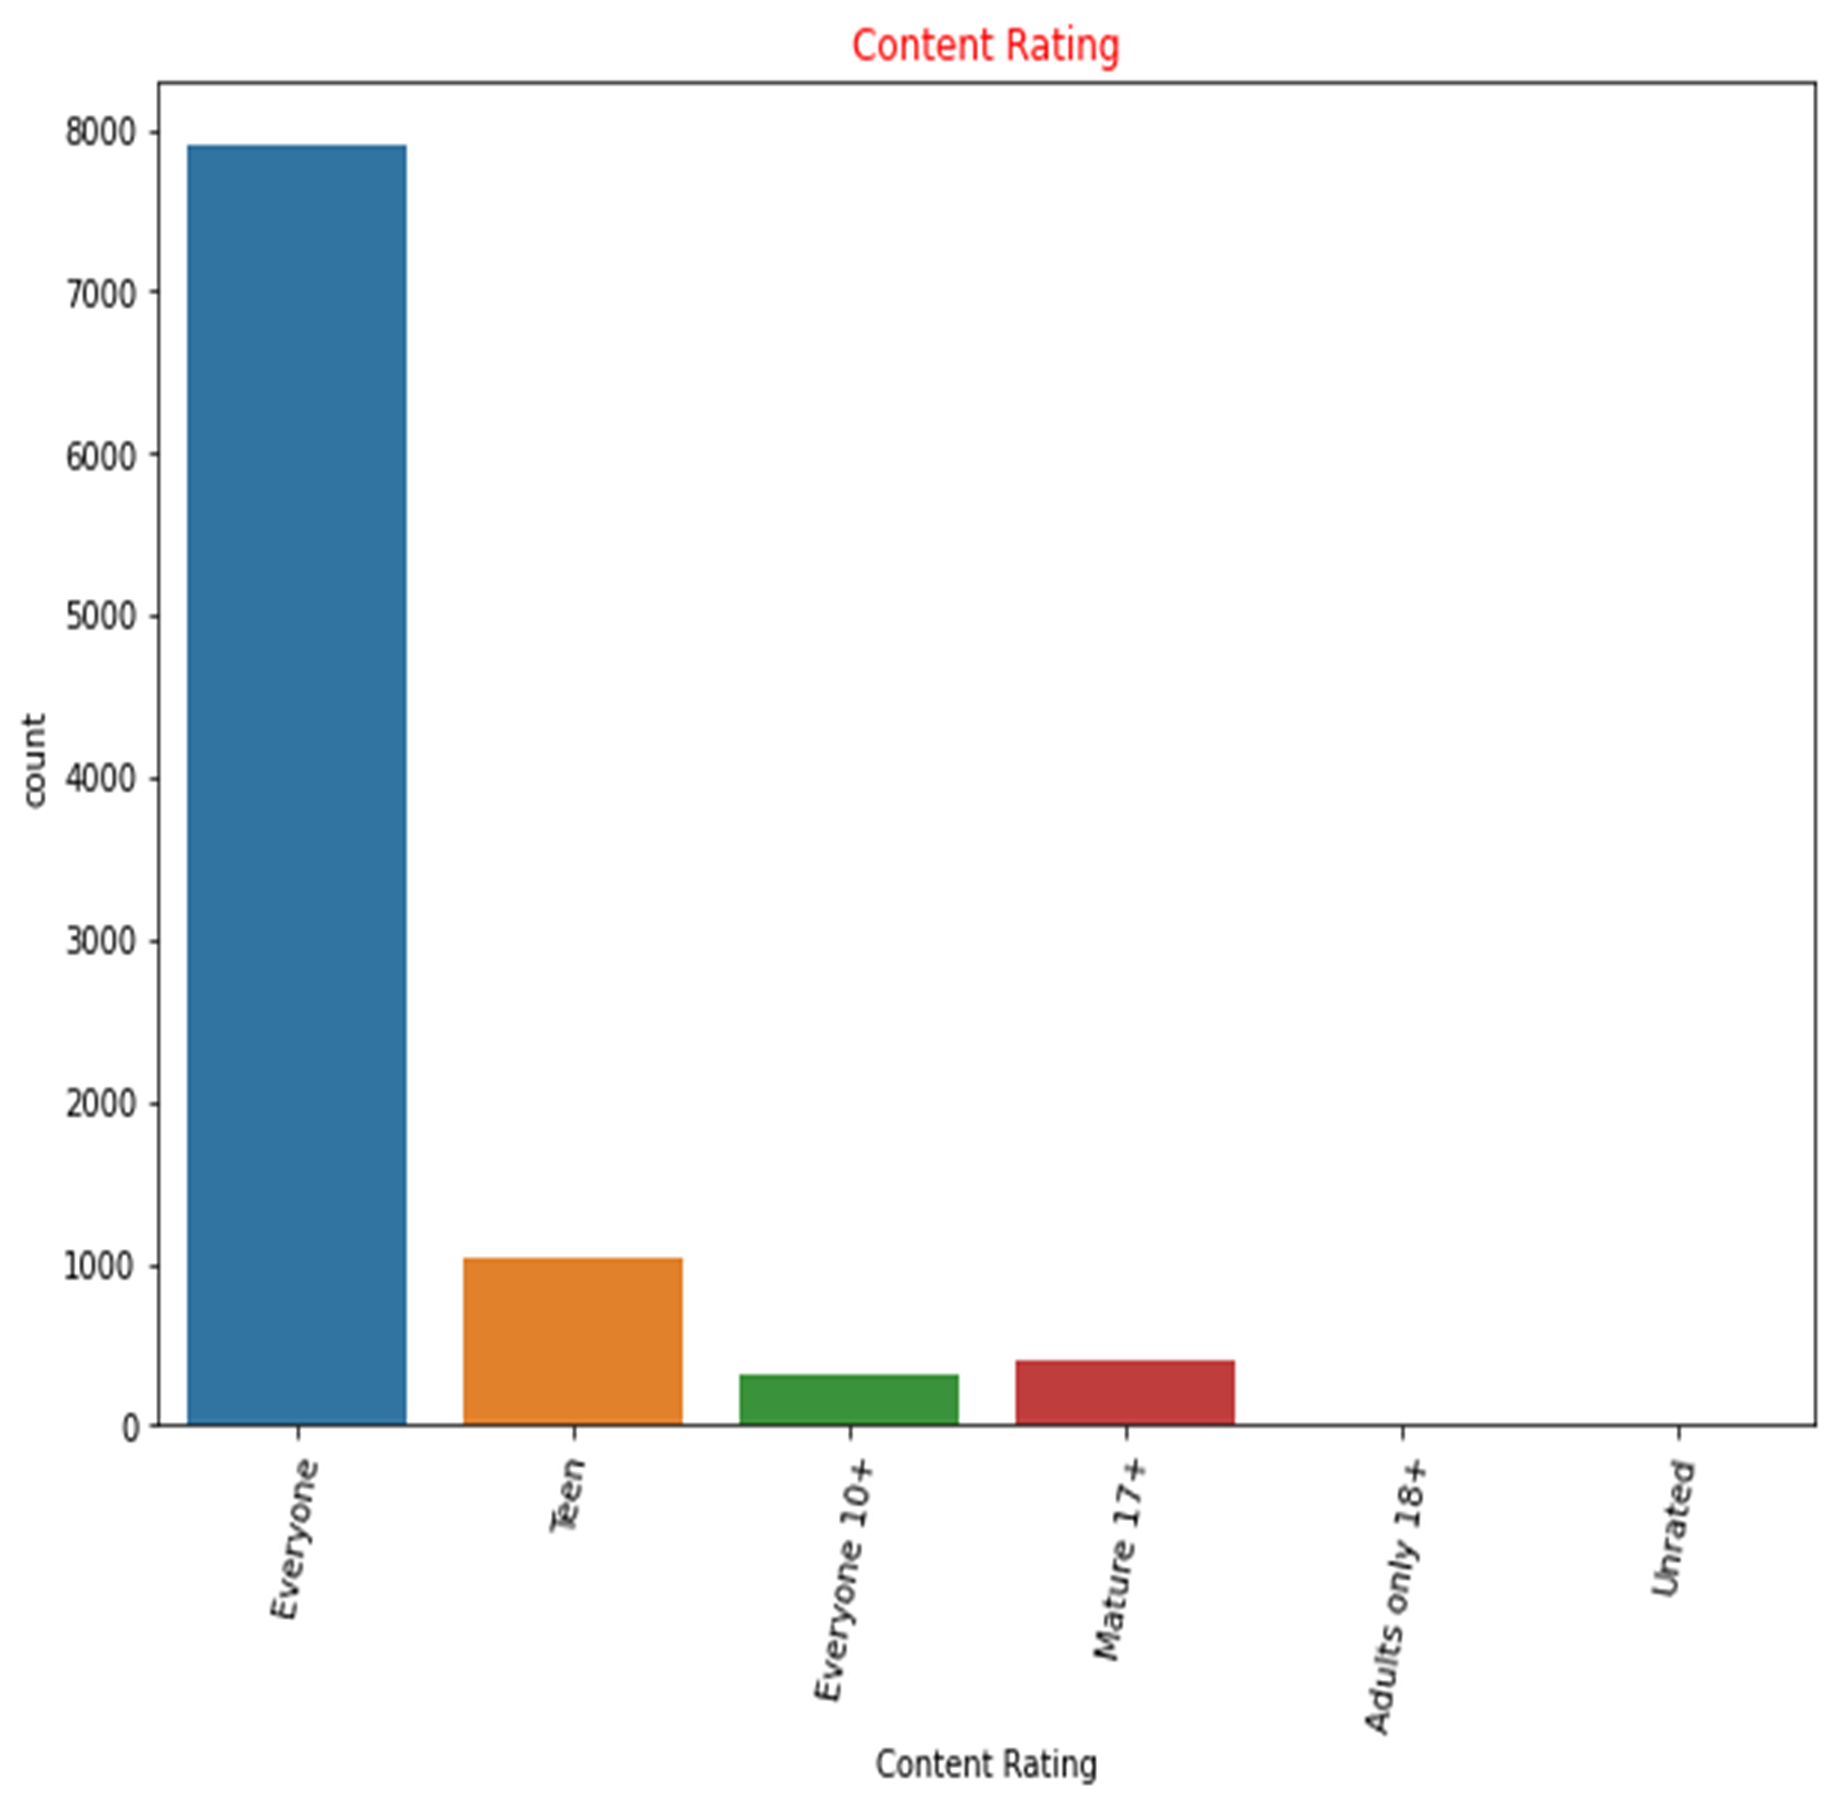 Content Rating
8000
7000
6000
5000
4000
3000
2000
1000
0
count
Everyone
Teen
Everyone 10+
Mature 17+
Adults only 18+
Unrated
Content Rating